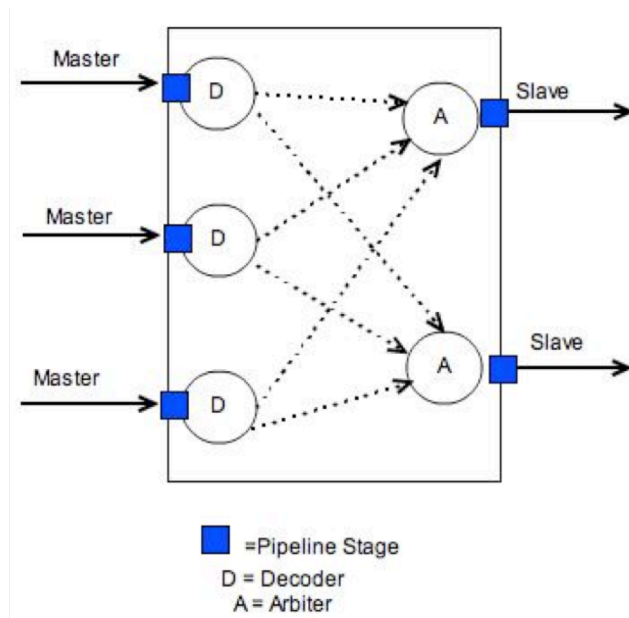 Master
D
A
Slave
Master
D
Slave
A
Master
D
=Pipeline Stage
D = Decoder
A = Arbiter